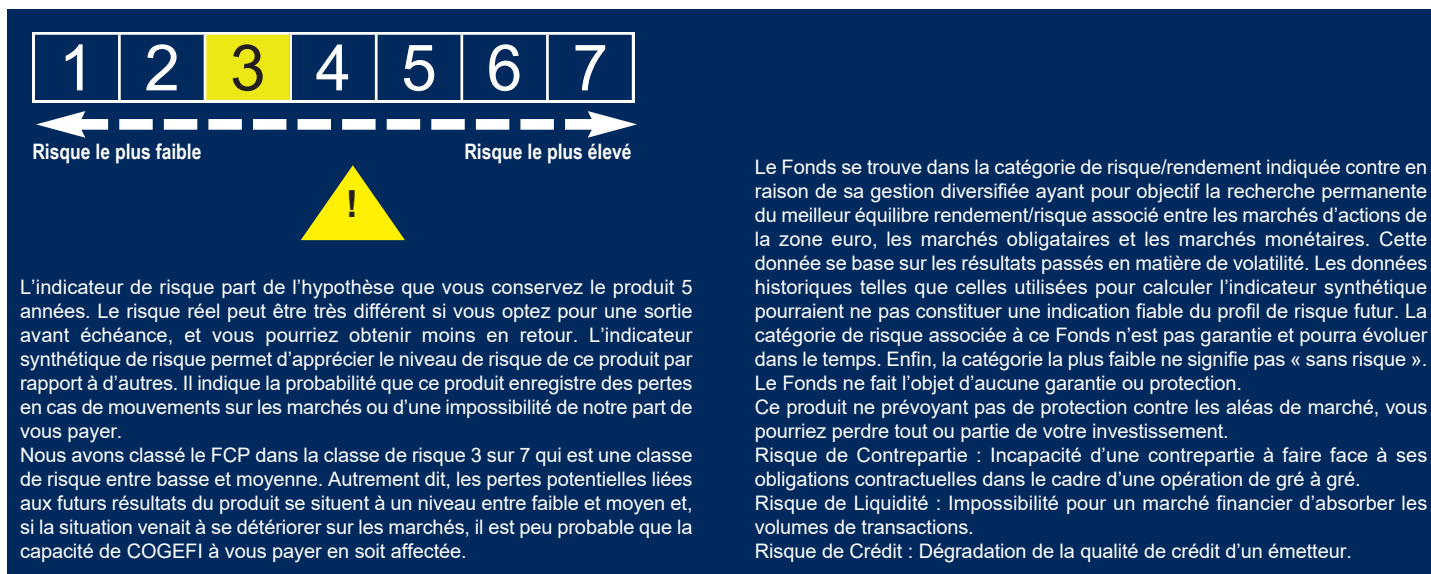 1 2 3 4 5 6 7
Risque le plus faible
Risque le plus élevé
!
L’indicateur de risque part de l’hypothèse que vous conservez le produit 5
années. Le risque réel peut être très différent si vous optez pour une sortie
avant échéance, et vous pourriez obtenir moins en retour. L’indicateur
synthétique de risque permet d’apprécier le niveau de risque de ce produit par
rapport à d’autres. Il indique la probabilité que ce produit enregistre des pertes
en cas de mouvements sur les marchés ou d’une impossibilité de notre part de
vous payer.
Nous avons classé le FCP dans la classe de risque 3 sur 7 qui est une classe
de risque entre basse et moyenne. Autrement dit, les pertes potentielles liées
aux futurs résultats du produit se situent à un niveau entre faible et moyen et,
si la situation venait à se détériorer sur les marchés, il est peu probable que la
capacité de COGEFI à vous payer en soit affectée.
Le Fonds se trouve dans la catégorie de risque/rendement indiquée contre en
raison de sa gestion diversifiée ayant pour objectif la recherche permanente
du meilleur équilibre rendement/risque associé entre les marchés d’actions de
la zone euro, les marchés obligataires et les marchés monétaires. Cette
donnée se base sur les résultats passés en matière de volatilité. Les données
historiques telles que celles utilisées pour calculer l’indicateur synthétique
pourraient ne pas constituer une indication fiable du profil de risque futur. La
catégorie de risque associée à ce Fonds n’est pas garantie et pourra évoluer
dans le temps. Enfin, la catégorie la plus faible ne signifie pas « sans risque ».
Le Fonds ne fait l’objet d’aucune garantie ou protection.
Ce produit ne prévoyant pas de protection contre les aléas de marché, vous
pourriez perdre tout ou partie de votre investissement.
Risque de Contrepartie : Incapacité d’une contrepartie à faire face à ses
obligations contractuelles dans le cadre d’une opération de gré à gré.
Risque de Liquidité : Impossibilité pour un marché financier d’absorber les
volumes de transactions.
Risque de Crédit : Dégradation de la qualité de crédit d’un émetteur.